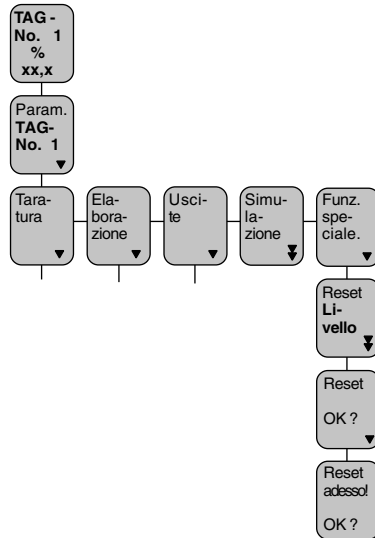 TAG -
No. 1
%
xx,x
Param.
TAG-
No. 1
Tara-
tura
Ela-
bora-
zione
Usci-
te
Simu-
la-
zione
Funz.
spe-
ciale.
Reset
Li-
vello
Reset
OK ?
Reset
adesso!
OK ?